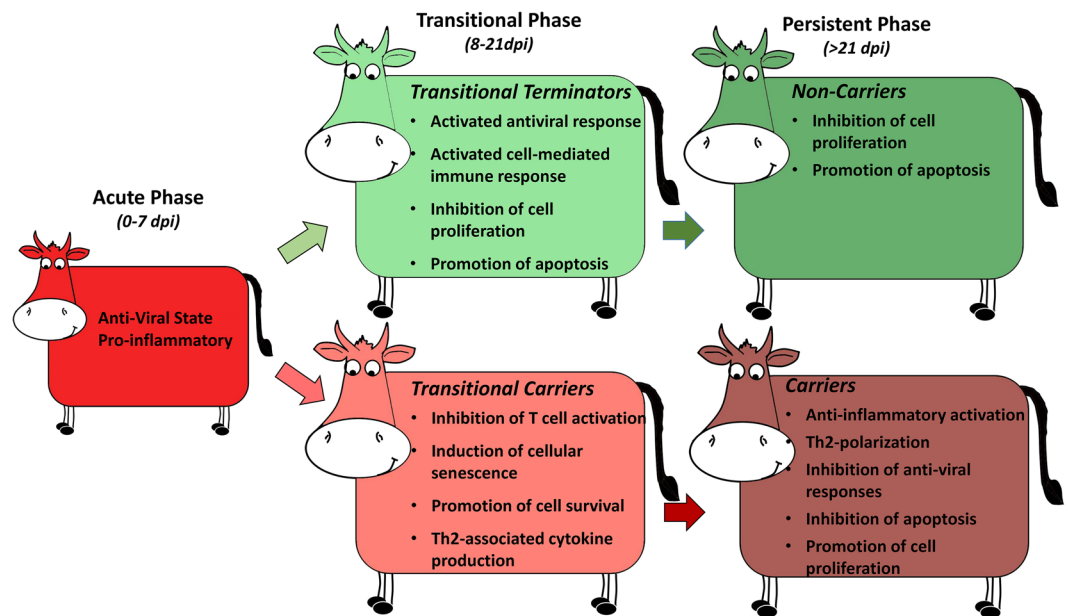 Acute Phase
(0-7 dpi)
Anti-Viral State
Pro-inflammatory
Transitional Phase
(8-21dpi)
Transitional Terminators
• Activated antiviral response
• Activated cell-mediated
immune response
• Inhibition of cell
proliferation
• Promotion of apoptosis
Persistent Phase
(>21 dpi)
Non-Carriers
• Inhibition of cell
proliferation
• Promotion of apoptosis
Transitional Carriers
• Inhibition of T cell activation
• Induction of cellular
senescence
• Promotion of cell survival
• Th2-associated cytokine
production
Carriers
• Anti-inflammatory activation
• Th2-polarization
• Inhibition of anti-viral
responses
• Inhibition of apoptosis
• Promotion of cell
proliferation